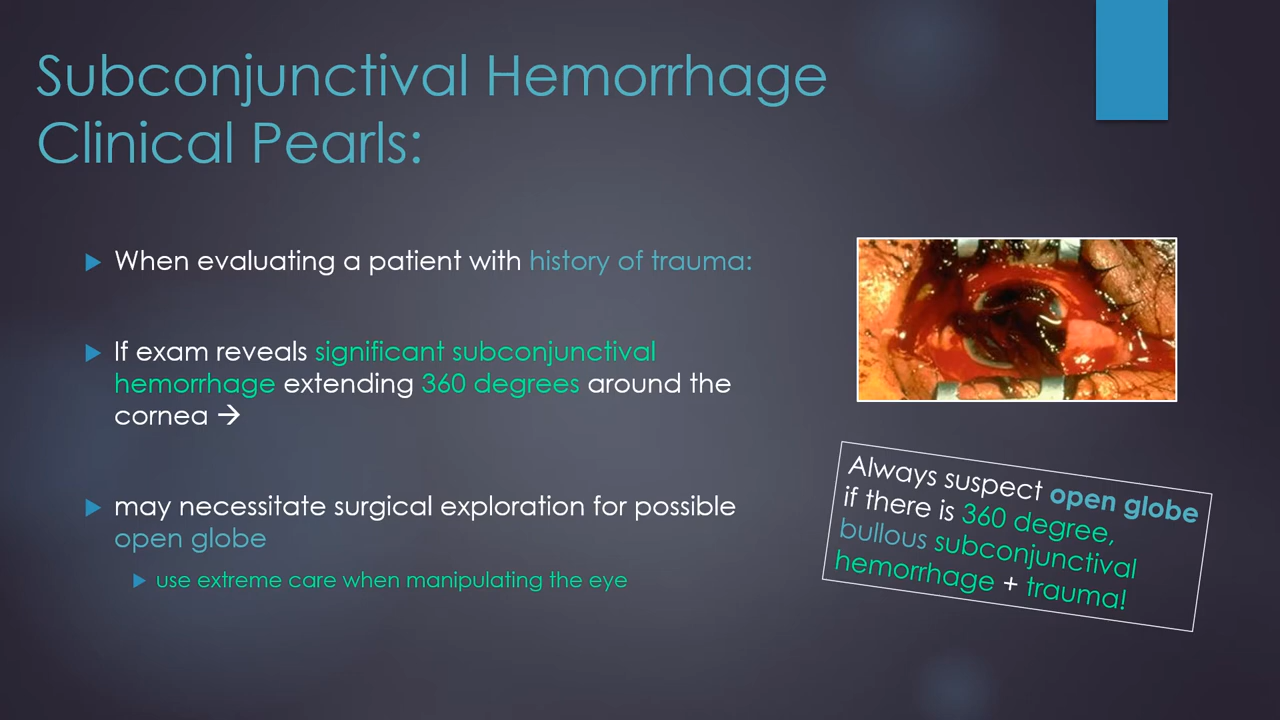 Subconjunctival Hemorrhage
Clinical Pearls:
When evaluating a patient with history of trauma:
If exam reveals significant subconjunctival
hemorrhage extending 360 degrees around the
cornea →
may necessitate surgical exploration for possible
open globe
use extreme care when manipulating the eye
Always suspect open globe
if there is 360 degree,
bullous subconjunctival
hemorrhage + trauma!